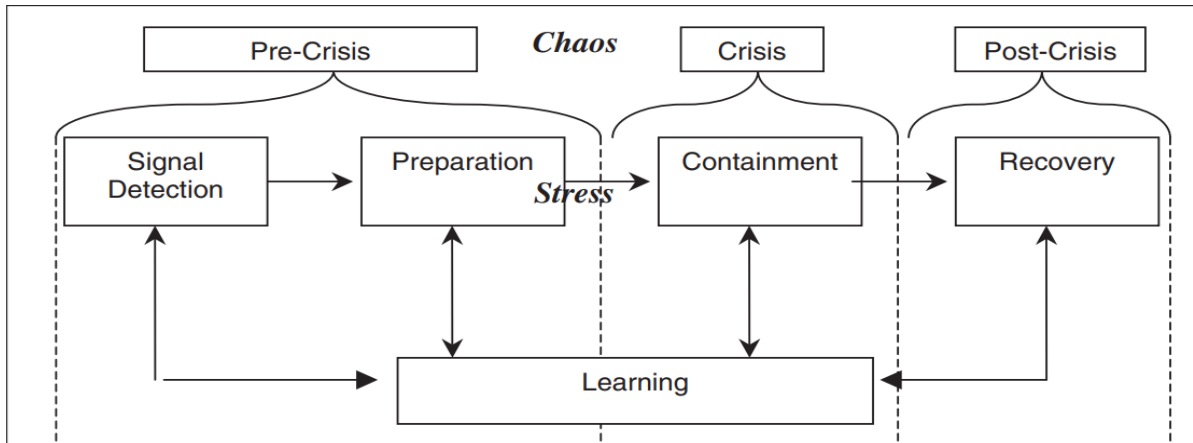 Pre-Crisis
Chaos
Crisis
Post-Crisis
Signal
Detection
Preparation
Stress
Containment
Recovery
Learning